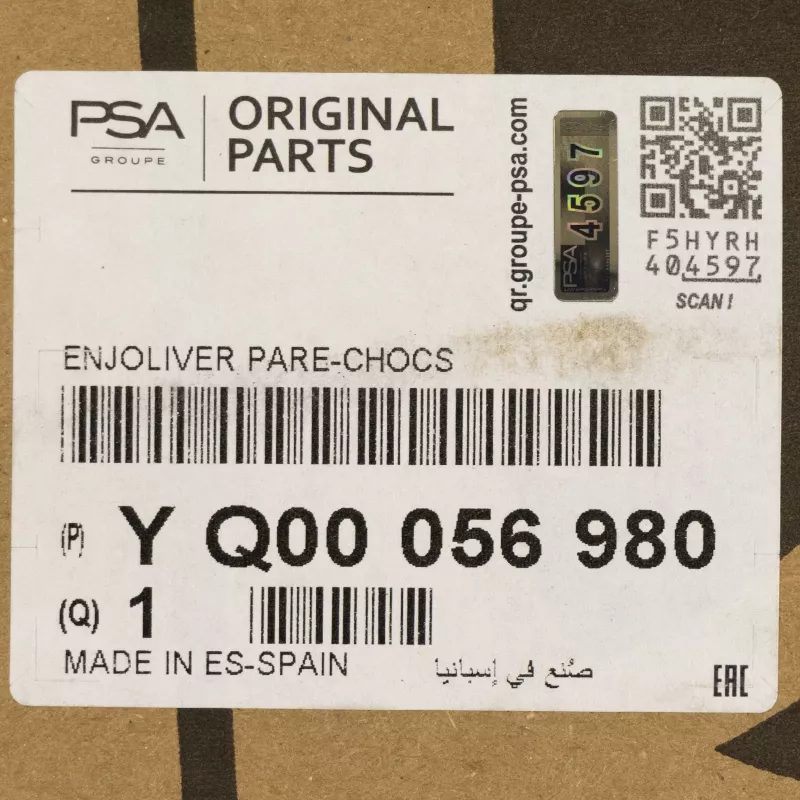 PSA
GROUPE
ORIGINAL
PARTS
qr.groupe-psa.com
PSA 4597
F5HYRH
404597
SCAN!
ENJOLIVER PARE-CHOCS
(P) Y Q00 056 980
(Q) 1
MADE IN ES-SPAIN صُنع في إسبانيا
EAC